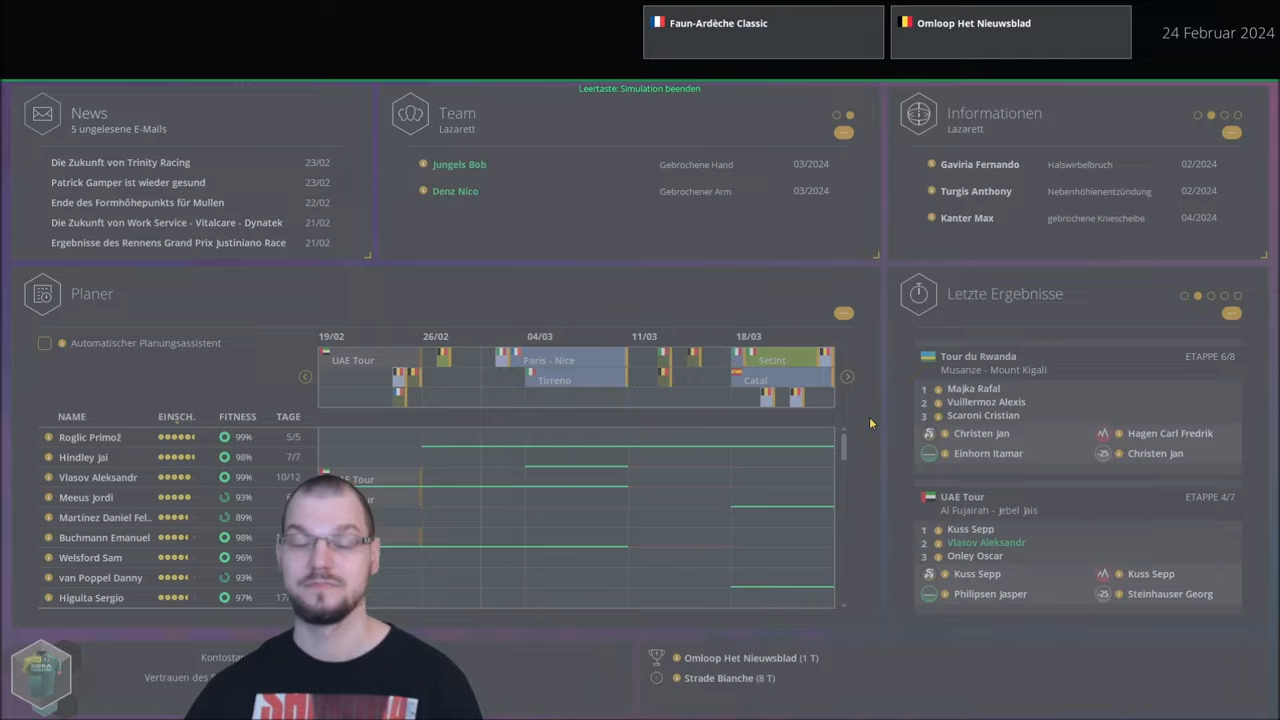 Faun-Ardèche Classic
Omloop Het Nieuwsblad
24 Februar 2024
Leertaste: Simulation beenden
News
5 ungelesene E-Mails
Die Zukunft von Trinity Racing 23/02
Patrick Gamper ist wieder gesund 23/02
Ende des Formhöhepunkts für Mullen 22/02
Die Zukunft von Work Service - Vitalcare - Dynatek 21/02
Ergebnisse des Rennens Grand Prix Justiniano Race 21/02
Team
Lazarett
Jungels Bob Gebrochene Hand 03/2024
Denz Nico Gebrochener Arm 03/2024
Informationen
Lazarett
Gaviria Fernando Halswirbelbruch 02/2024
Turgis Anthony Nebenhöhlenentzündung 02/2024
Kanter Max gebrochene Kniescheibe 04/2024
Planer
Automatischer Planungsassistent
19/02 26/02 04/03 11/03 18/03
UAE Tour Paris - Nice SetInt
Tirreno Catal
NAME EINSCH. FITNESS TAGE
Roglic Primož 99% 5/5
Hindley Jai 98% 7/7
Vlasov Aleksandr 99% 10/12
Meeus Jordi 93%
Martínez Daniel Fel.. 89%
Buchmann Emanuel 98%
Welsford Sam 96%
van Poppel Danny 93%
Higuita Sergio 97%
Letzte Ergebnisse
Tour du Rwanda ETAPPE 6/8
Musanze - Mount Kigali
1 Majka Rafal
2 Vuillermoz Alexis
3 Scaroni Cristian
Christen Jan Hagen Carl Fredrik
Einhorn Itamar -25 Christen Jan
UAE Tour ETAPPE 4/7
Al Fujairah - Jebel Jais
1 Kuss Sepp
2 Vlasov Aleksandr
3 Onley Oscar
Kuss Sepp Kuss Sepp
Philipsen Jasper -25 Steinhauser Georg
Kontosta
Vertrauen des
Omloop Het Nieuwsblad (1 T)
Strade Bianche (8 T)